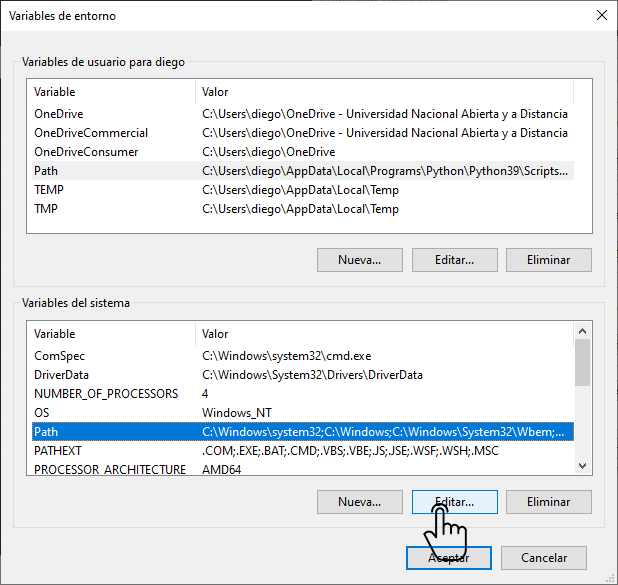 Variables de entorno
Variables de usuario para diego
Variable Valor
OneDrive C:\Users\diego\OneDrive - Universidad Nacional Abierta y a Distancia
OneDriveCommercial C:\Users\diego\OneDrive - Universidad Nacional Abierta y a Distancia
OneDriveConsumer C:\Users\diego\OneDrive
Path C:\Users\diego\AppData\Local\Programs\Python\Python39\Scripts...
TEMP C:\Users\diego\AppData\Local\Temp
TMP C:\Users\diego\AppData\Local\Temp
Nueva... Editar... Eliminar
Variables del sistema
Variable Valor
ComSpec C:\Windows\system32\cmd.exe
DriverData C:\Windows\System32\Drivers\DriverData
NUMBER_OF_PROCESSORS 4
OS Windows_NT
Path C:\Windows\system32;C:\Windows;C:\Windows\System32\Wbem;...
PATHEXT .COM;.EXE;.BAT;.CMD;.VBS;.VBE;.JS;.JSE;.WSF;.WSH;.MSC
PROCESSOR_ARCHITECTURE AMD64
Nueva... Editar... Eliminar
Aceptar Cancelar